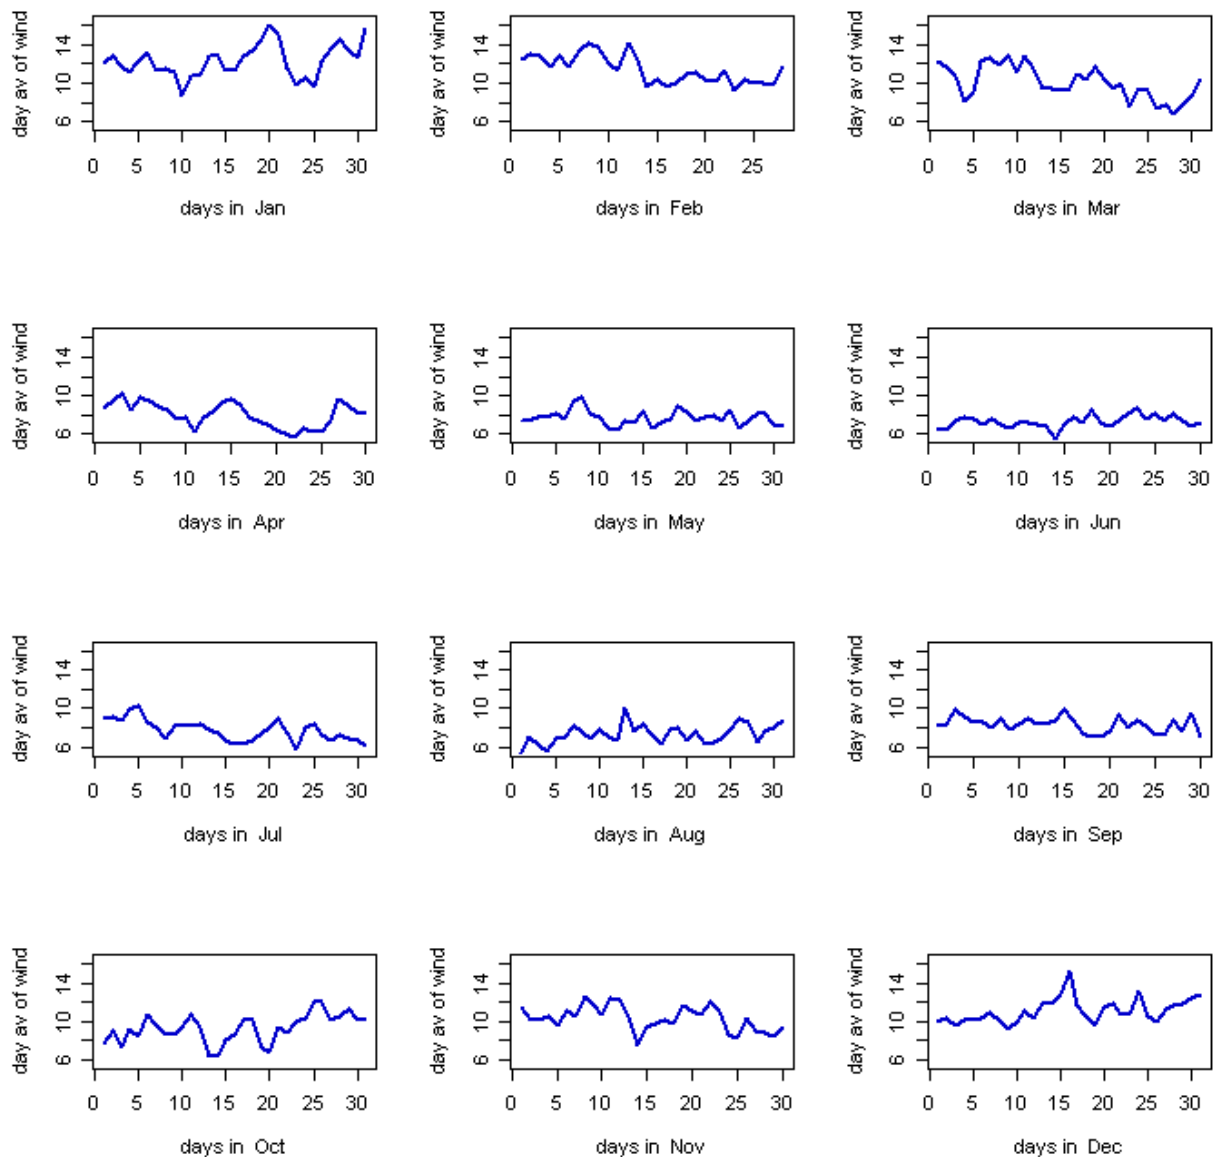 day av of wind
14
10
6
0 5 10 15 20 25 30
days in Jan
day av of wind
14
10
6
0 5 10 15 20 25
days in Feb
day av of wind
14
10
6
0 5 10 15 20 25 30
days in Mar
day av of wind
14
10
6
0 5 10 15 20 25 30
days in Apr
day av of wind
14
10
6
0 5 10 15 20 25 30
days in May
day av of wind
14
10
6
0 5 10 15 20 25 30
days in Jun
day av of wind
14
10
6
0 5 10 15 20 25 30
days in Jul
day av of wind
14
10
6
0 5 10 15 20 25 30
days in Aug
day av of wind
14
10
6
0 5 10 15 20 25 30
days in Sep
day av of wind
14
10
6
0 5 10 15 20 25 30
days in Oct
day av of wind
14
10
6
0 5 10 15 20 25 30
days in Nov
day av of wind
14
10
6
0 5 10 15 20 25 30
days in Dec